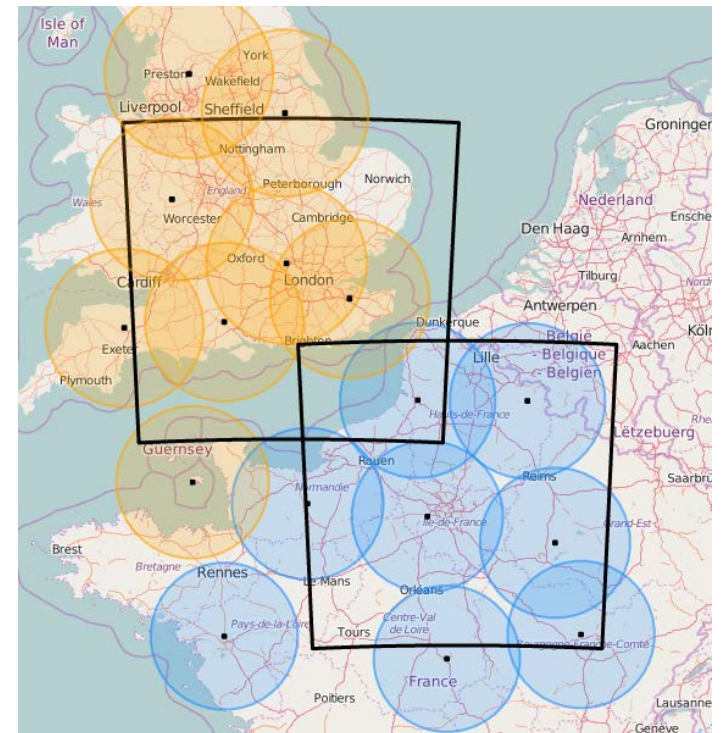 Isle of
Man
York
Preston
Wakefield
Groningen
Liverpool
Sheffield
Nottingham
Norwich
Peterborough
Nederland
Wales
England
Worcester
Cambridge
Ensche
Den Haag
Arnhem
Oxford
Tilburg
Cardiff
London
Antwerpen
Dunkerque
Brighton
België
Belgique
Belgien
Aachen
Köln
Exeter
Lille
Plymouth
Hauts-de-France
Lëtzebuerg
Guernsey
Rouen
Reims
Saarbrü
Normandie
Île-de-France
Grand-Est
Brest
Bretagne
Rennes
Le-Mans
Orléans
Pays-de-la-Loire
Centre-Val
de Loire
Tours
Bourgogne-Franche-Comté
France
Poitiers
Lausanne
Genève